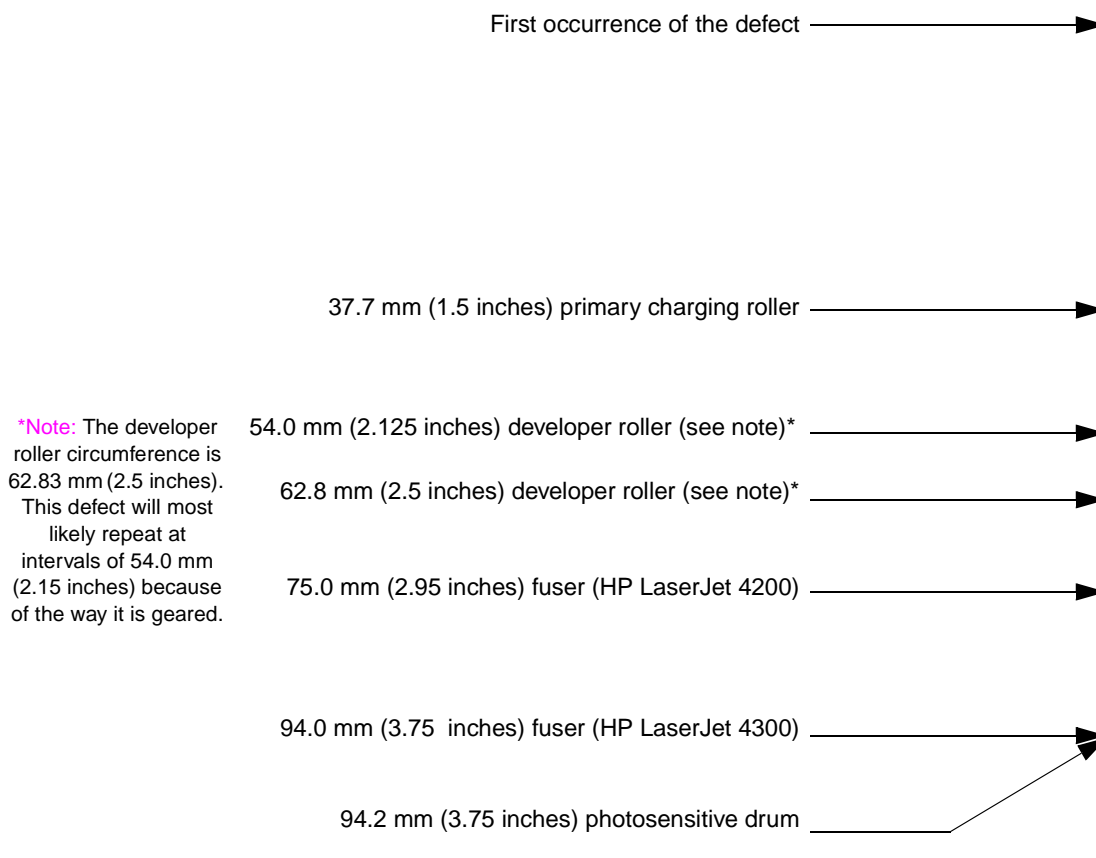 First occurrence of the defect
37.7 mm (1.5 inches) primary charging roller
*Note: The developer
roller circumference is
62.83 mm (2.5 inches).
This defect will most
likely repeat at
intervals of 54.0 mm
(2.15 inches) because
of the way it is geared.
54.0 mm (2.125 inches) developer roller (see note)*
62.8 mm (2.5 inches) developer roller (see note)*
75.0 mm (2.95 inches) fuser (HP LaserJet 4200)
94.0 mm (3.75 inches) fuser (HP LaserJet 4300)
94.2 mm (3.75 inches) photosensitive drum